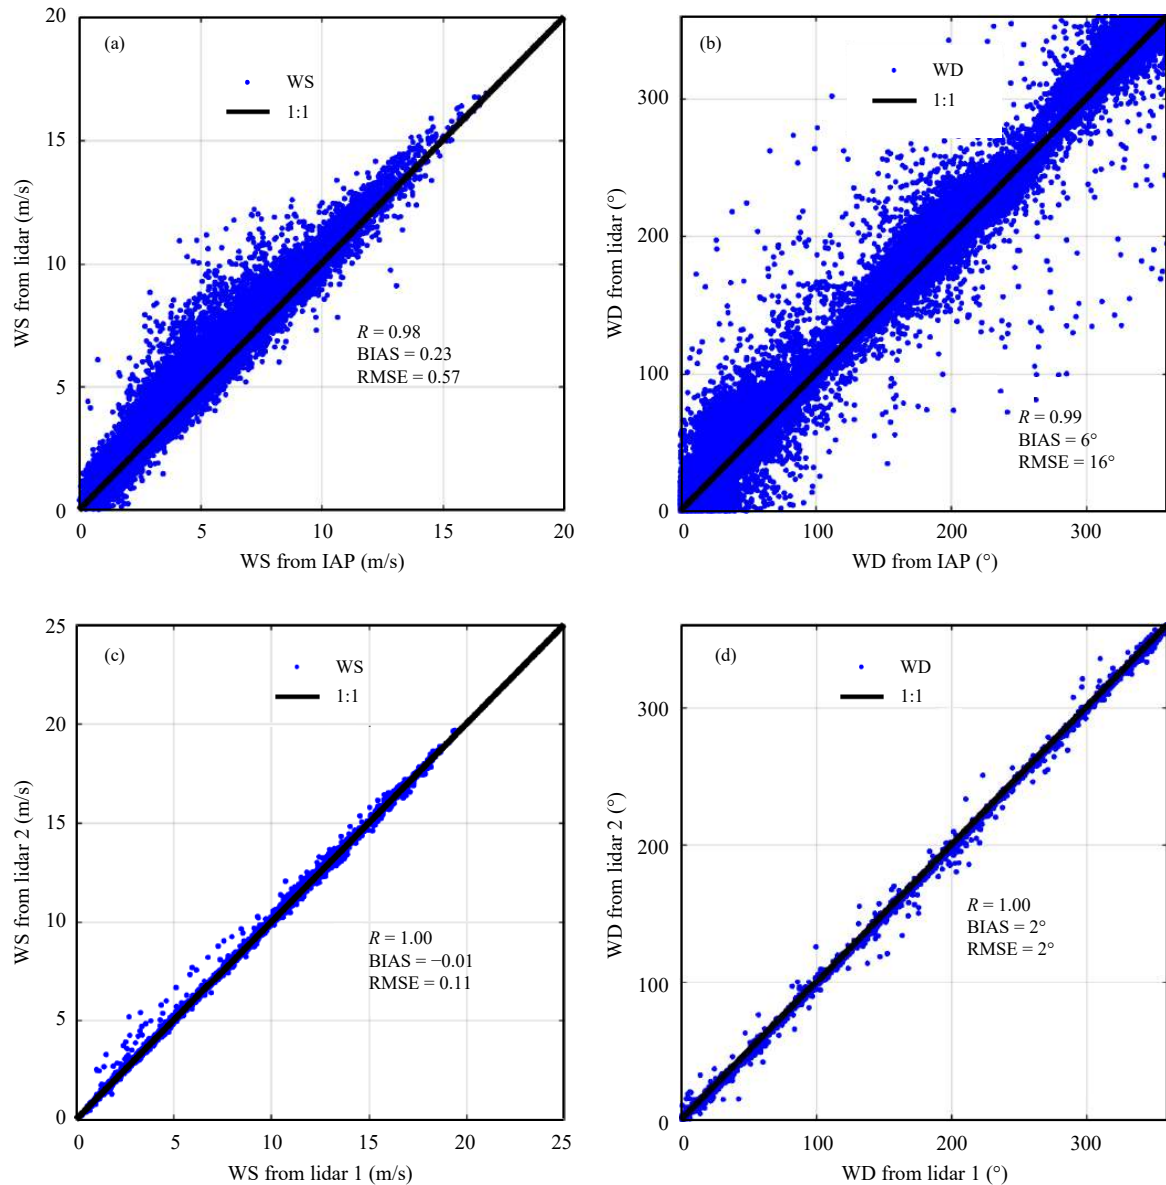 (a)
WS
1:1
R = 0.98
BIAS = 0.23
RMSE = 0.57
20
15
10
5
0
0 5 10 15 20
WS from lidar (m/s)
WS from IAP (m/s)
(b)
WD
1:1
R = 0.99
BIAS = 6°
RMSE = 16°
300
200
100
0
0 100 200 300
WD from lidar (°)
WD from IAP (°)
(c)
WS
1:1
R = 1.00
BIAS = −0.01
RMSE = 0.11
25
20
15
10
5
0
0 5 10 15 20 25
WS from lidar 2 (m/s)
WS from lidar 1 (m/s)
(d)
WD
1:1
R = 1.00
BIAS = 2°
RMSE = 2°
300
200
100
0
0 100 200 300
WD from lidar 2 (°)
WD from lidar 1 (°)